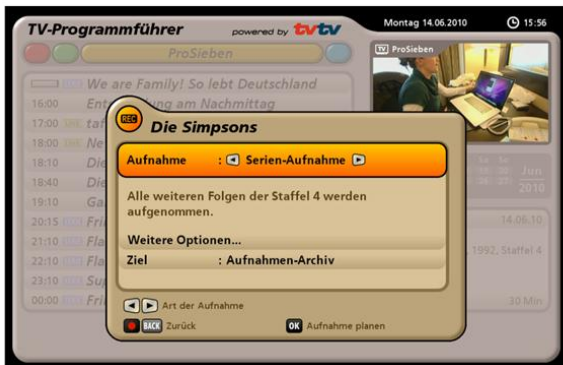 TV-Programmführer
powered by tvtv
Montag 14.06.2010
15:56
ProSieben
TV ProSieben
We are Family! So lebt Deutschland
16:00 am Nachmittag
17:00
18:00
18:10
18:40
19:10
20:15
21:10
22:10
23:10
00:00
REC Die Simpsons
Aufnahme : Serien-Aufnahme
Alle weiteren Folgen der Staffel 4 werden
aufgenommen.
Weitere Optionen...
Ziel : Aufnahmen-Archiv
Art der Aufnahme
BACK Zurück
OK Aufnahme planen
Sa So
Jun
2010
14.06.10
1992, Staffel 4
30 Min